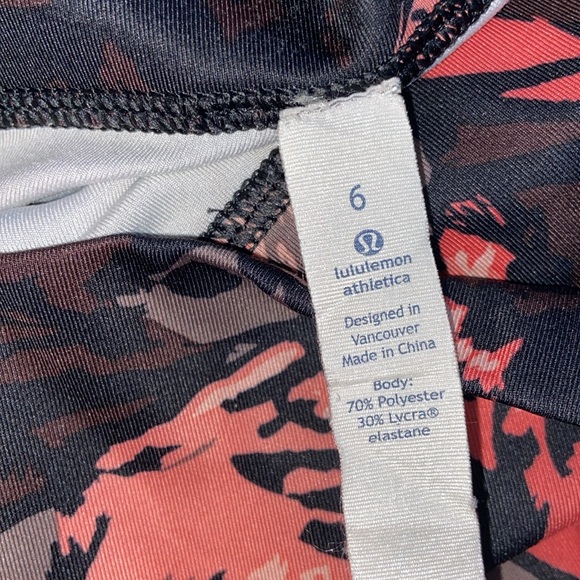 6
lululemon
athletica
Designed in
Vancouver
Made in China
Body:
70% Polyester
30% Lycra®
elastane